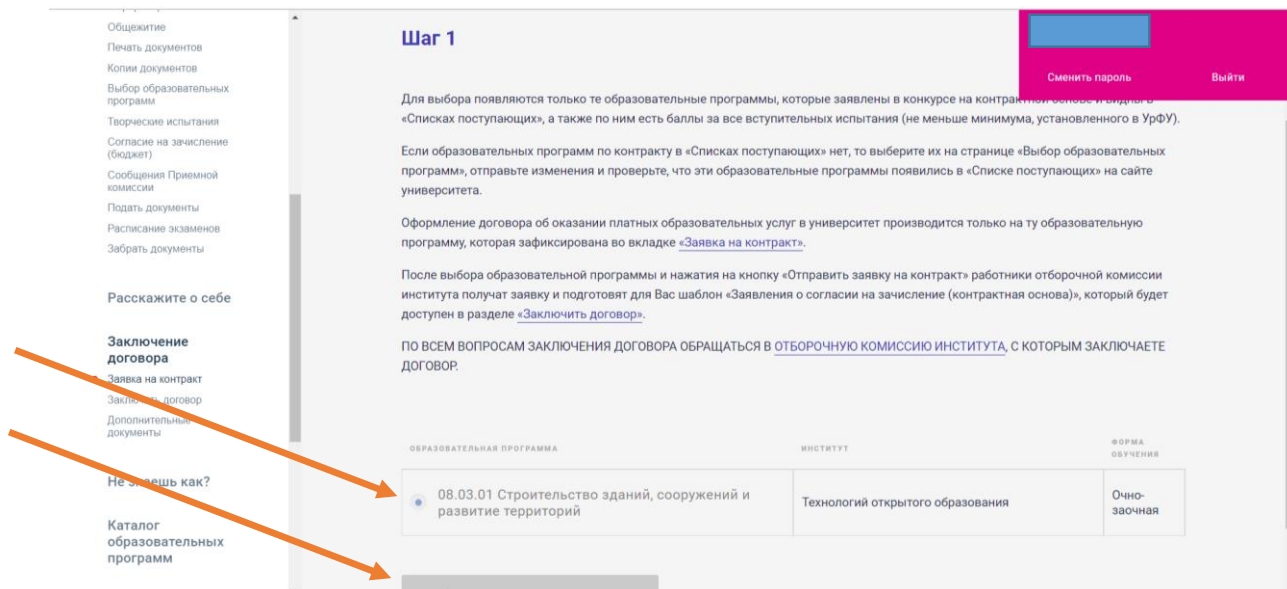 Общежитие
Печать документов
Копии документов
Выбор образовательных
программ
Творческие испытания
Согласие на зачисление
(бюджет)
Сообщения Приемной
комиссии
Подать документы
Расписание экзаменов
Забрать документы
Расскажите о себе
Заключение
договора
Заявка на контракт
Заключить договор
Дополнительные
документы
Не знаешь как?
Каталог
образовательных
программ
Сменить пароль
Выйти
Шаг 1
Для выбора появляются только те образовательные программы, которые заявлены в конкурсе на контрактной основе и видны в
«Списках поступающих», а также по ним есть баллы за все вступительных испытания (не меньше минимума, установленного в УрФУ).
Если образовательных программ по контракту в «Списках поступающих» нет, то выберите их на странице «Выбор образовательных
программ», отправьте изменения и проверьте, что эти образовательные программы появились в «Списке поступающих» на сайте
университета.
Оформление договора об оказании платных образовательных услуг в университет производится только на ту образовательную
программу, которая зафиксирована во вкладке «Заявка на контракт».
После выбора образовательной программы и нажатия на кнопку «Отправить заявку на контракт» работники отборочной комиссии
института получат заявку и подготовят для Вас шаблон «Заявления о согласии на зачисление (контрактная основа)», который будет
доступен в разделе «Заключить договор».
ПО ВСЕМ ВОПРОСАМ ЗАКЛЮЧЕНИЯ ДОГОВОРА ОБРАЩАТЬСЯ В ОТБОРОЧНУЮ КОМИССИЮ ИНСТИТУТА, С КОТОРЫМ ЗАКЛЮЧАЕТЕ
ДОГОВОР.
ОБРАЗОВАТЕЛЬНАЯ ПРОГРАММА
ИНСТИТУТ
ФОРМА
ОБУЧЕНИЯ
08.03.01 Строительство зданий, сооружений и
развитие территорий
Технологий открытого образования
Очно-
заочная